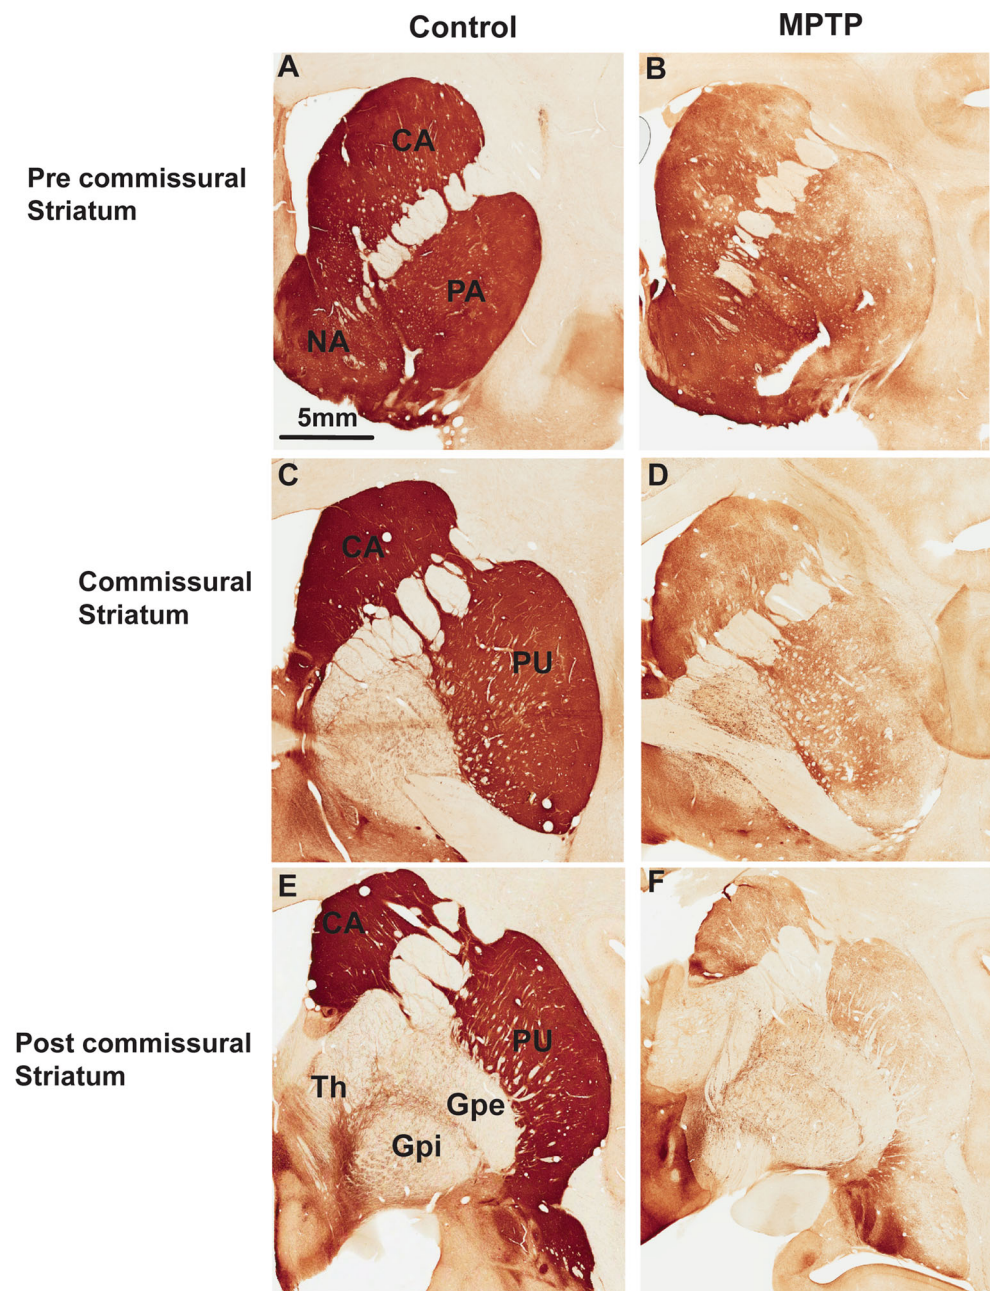 Control
MPTP
Pre commissural
Striatum
A
CA
PA
NA
5mm
B
Commissural
Striatum
C
CA
PU
D
Post commissural
Striatum
E
CA
PU
Th
Gpe
Gpi
F